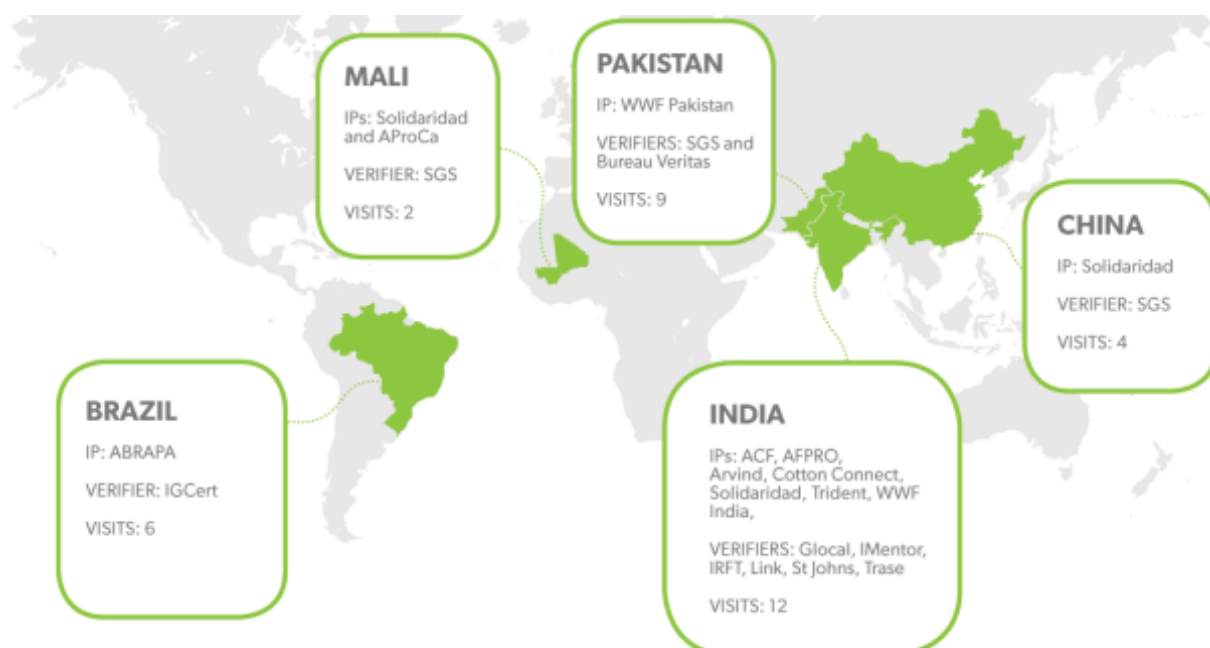 MALI
IPs: Solidaridad
and AProCa
VERIFIER: SGS
VISITS: 2
PAKISTAN
IP: WWF Pakistan
VERIFIERS: SGS and
Bureau Veritas
VISITS: 9
CHINA
IP: Solidaridad
VERIFIER: SGS
VISITS: 4
BRAZIL
IP: ABRAPA
VERIFIER: IGCert
VISITS: 6
INDIA
IPs: ACF, AFPRO,
Arvind, Cotton Connect,
Solidaridad, Trident, WWF
India,
VERIFIERS: Glocal, IMentor,
IRFT, Link, St Johns, Trase
VISITS: 12